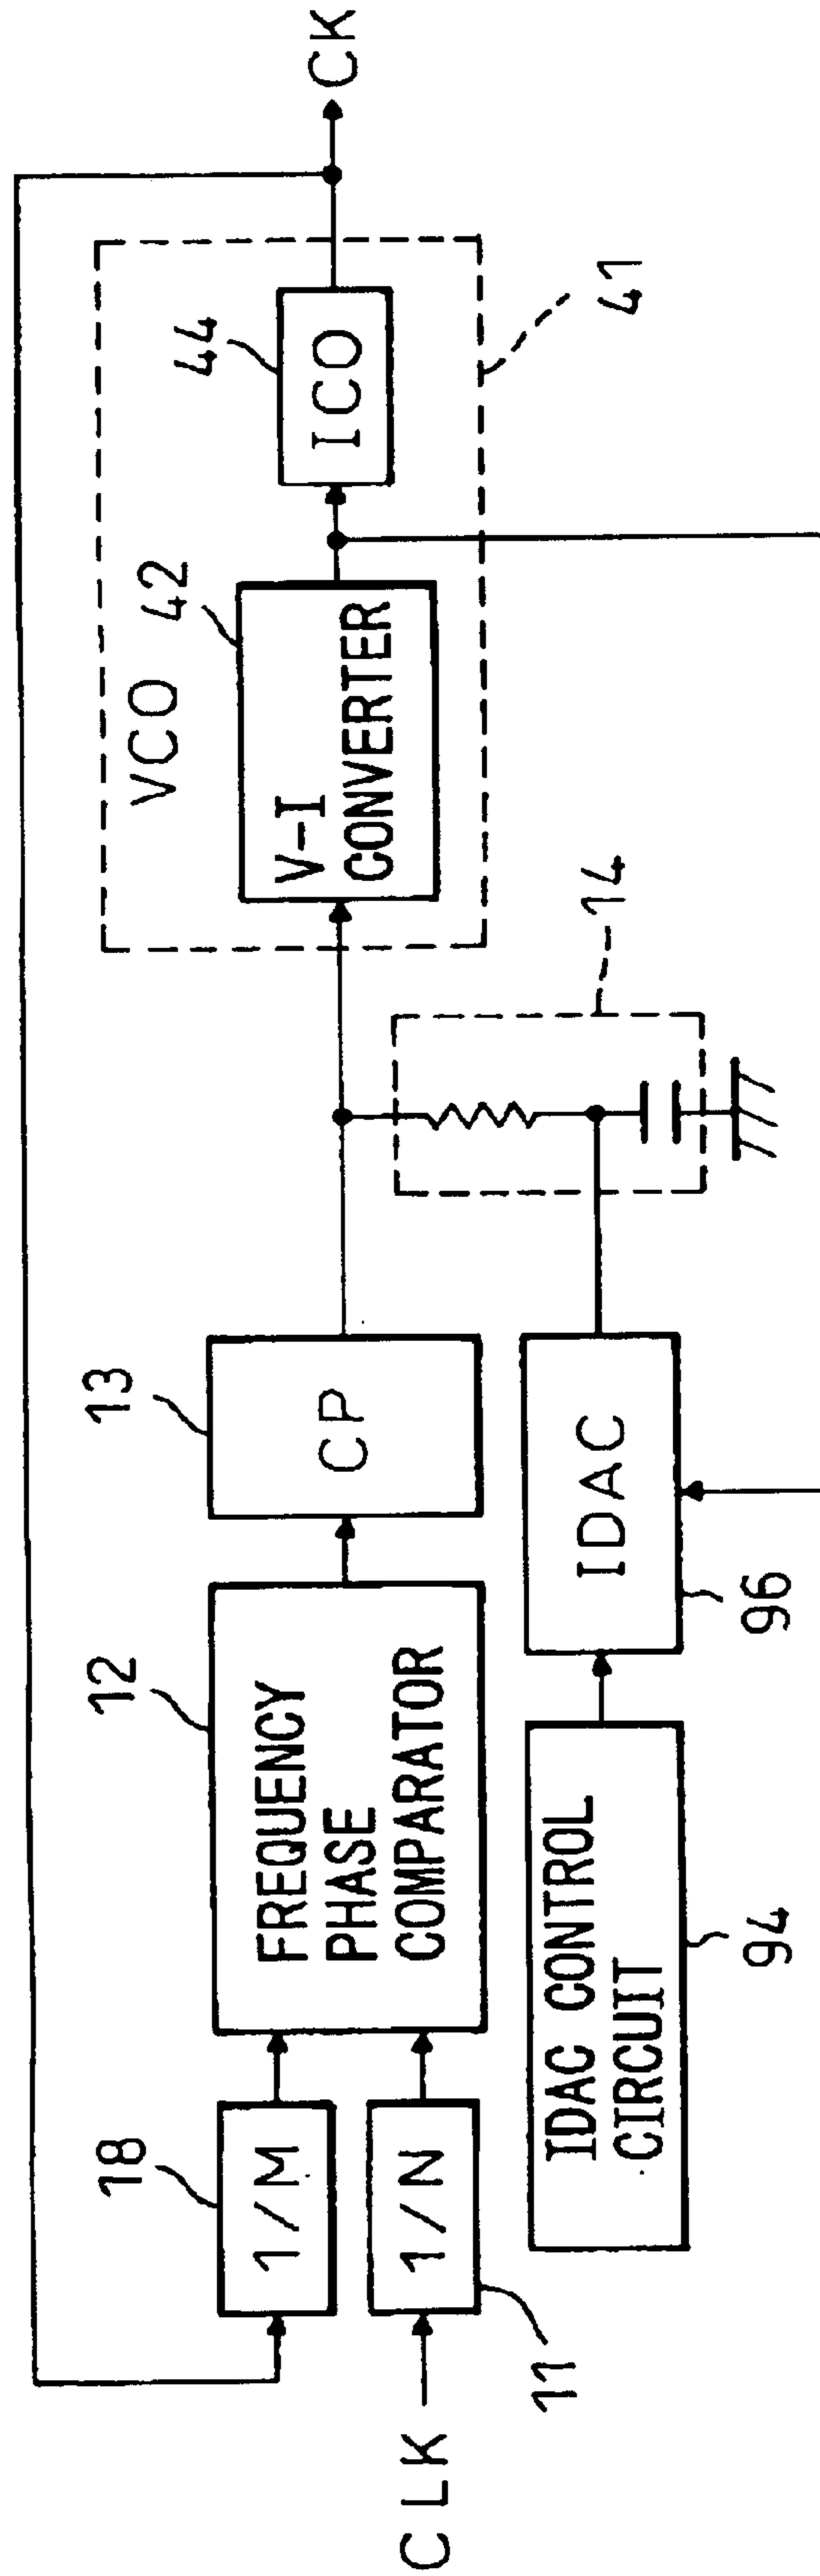 CLK
11
1/N
18
1/M
12
FREQUENCY
PHASE
COMPARATOR
13
CP
14
VCO
42
V-I
CONVERTER
44
ICO
41
CK
IDAC CONTROL
CIRCUIT
94
IDAC
96